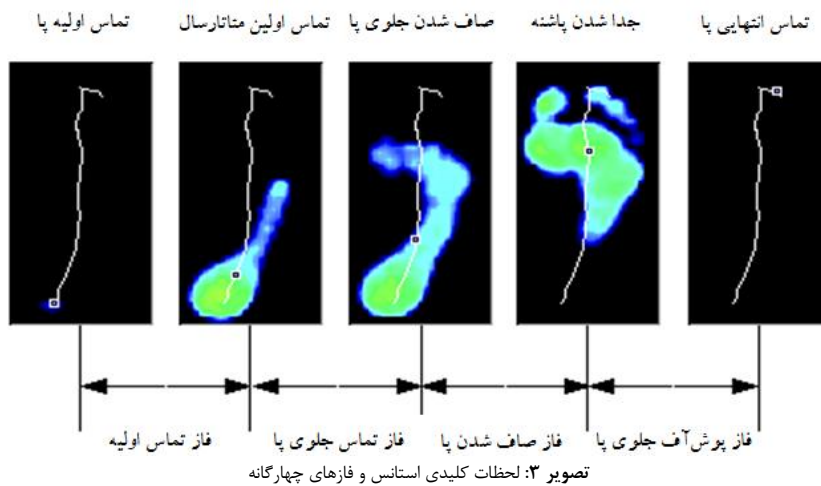 تماس اولیه پا
تماس اولین متاتارسال
صاف شدن جلوی پا
جدا شدن پاشنه
تماس انتهایی پا
فاز تماس اولیه
فاز تماس جلوی پا
فاز صاف شدن پا
فاز پوش‌آف جلوی پا
تصویر ۳: لحظات کلیدی استانس و فازهای چهارگانه